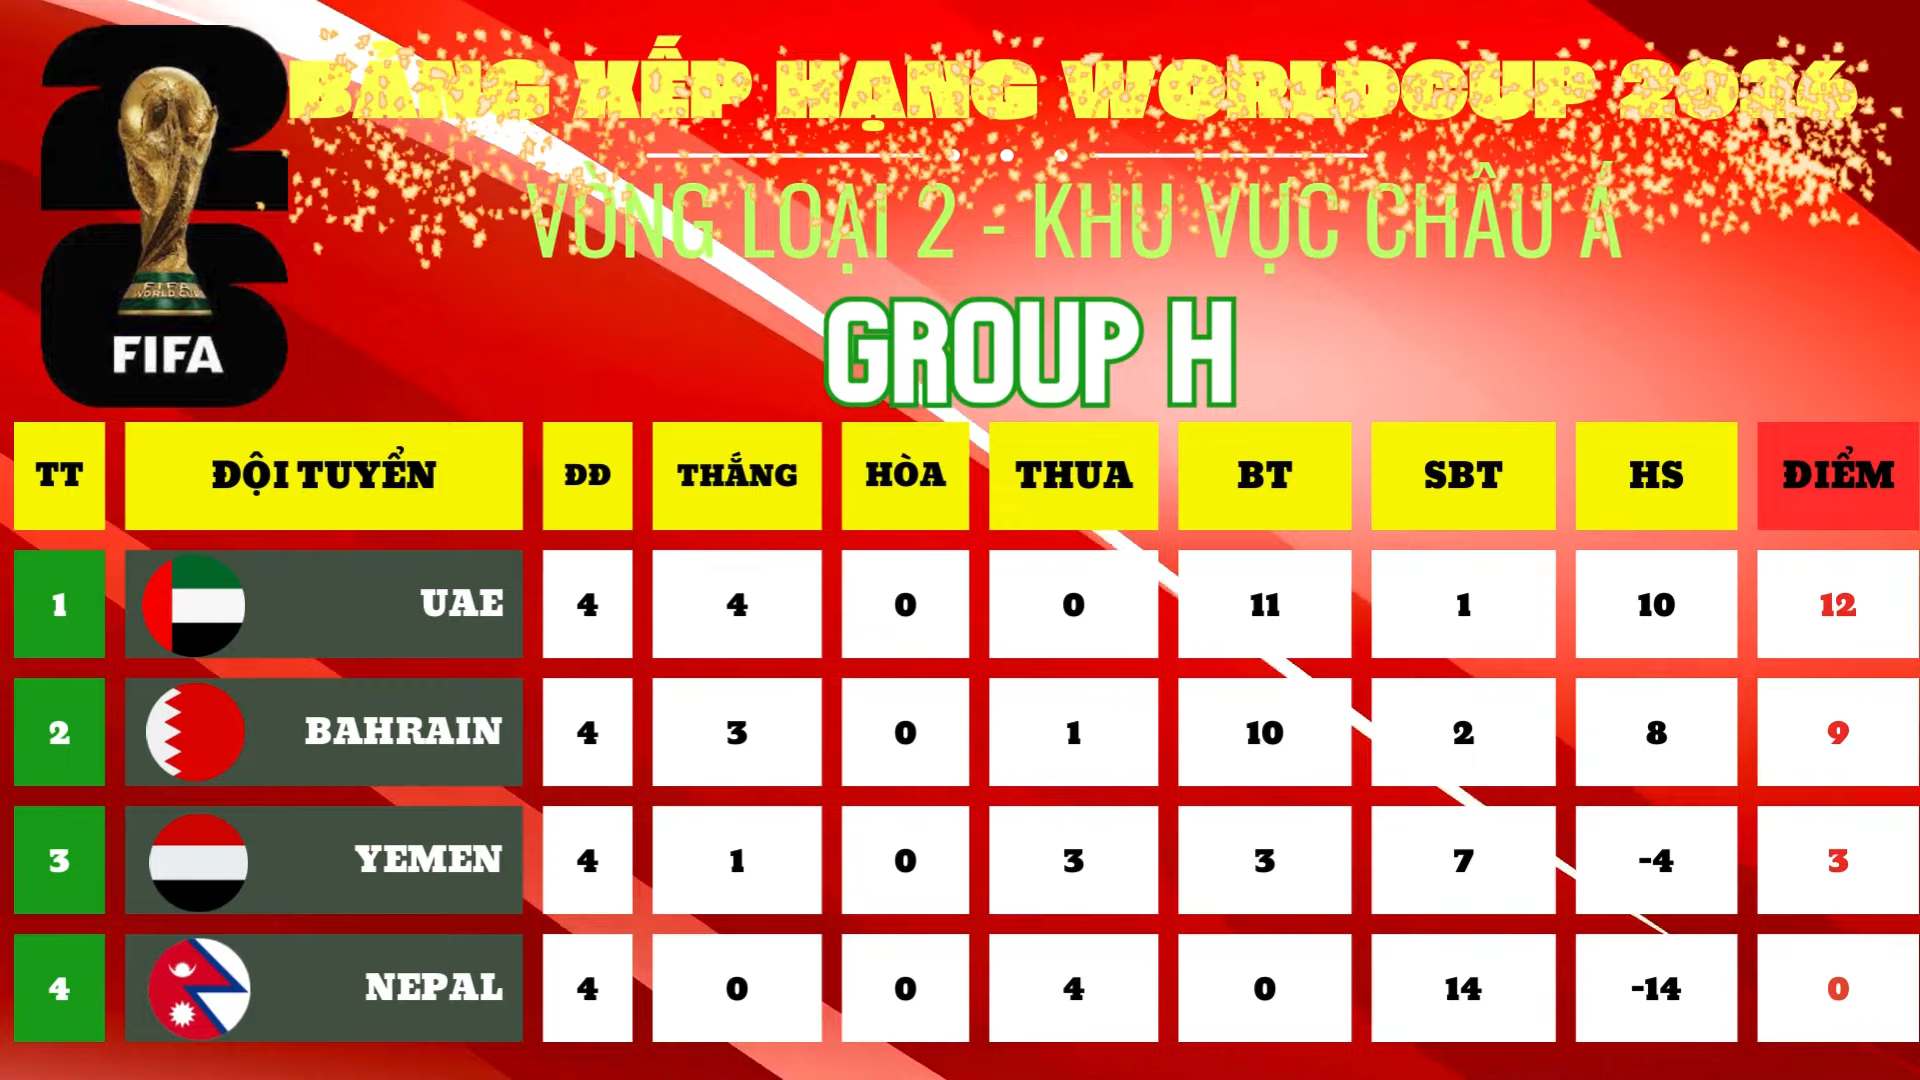 BẢNG XẾP HẠNG WORLDCUP 2026
VÒNG LOẠI 2 - KHU VỰC CHÂU Á
FIFA
WORLD CUP
FIFA
GROUP H
TT ĐỘI TUYỂN ĐĐ THẮNG HÒA THUA BT SBT HS ĐIỂM
1 UAE 4 4 0 0 11 1 10 12
2 BAHRAIN 4 3 0 1 10 2 8 9
3 YEMEN 4 1 0 3 3 7 -4 3
4 NEPAL 4 0 0 4 0 14 -14 0